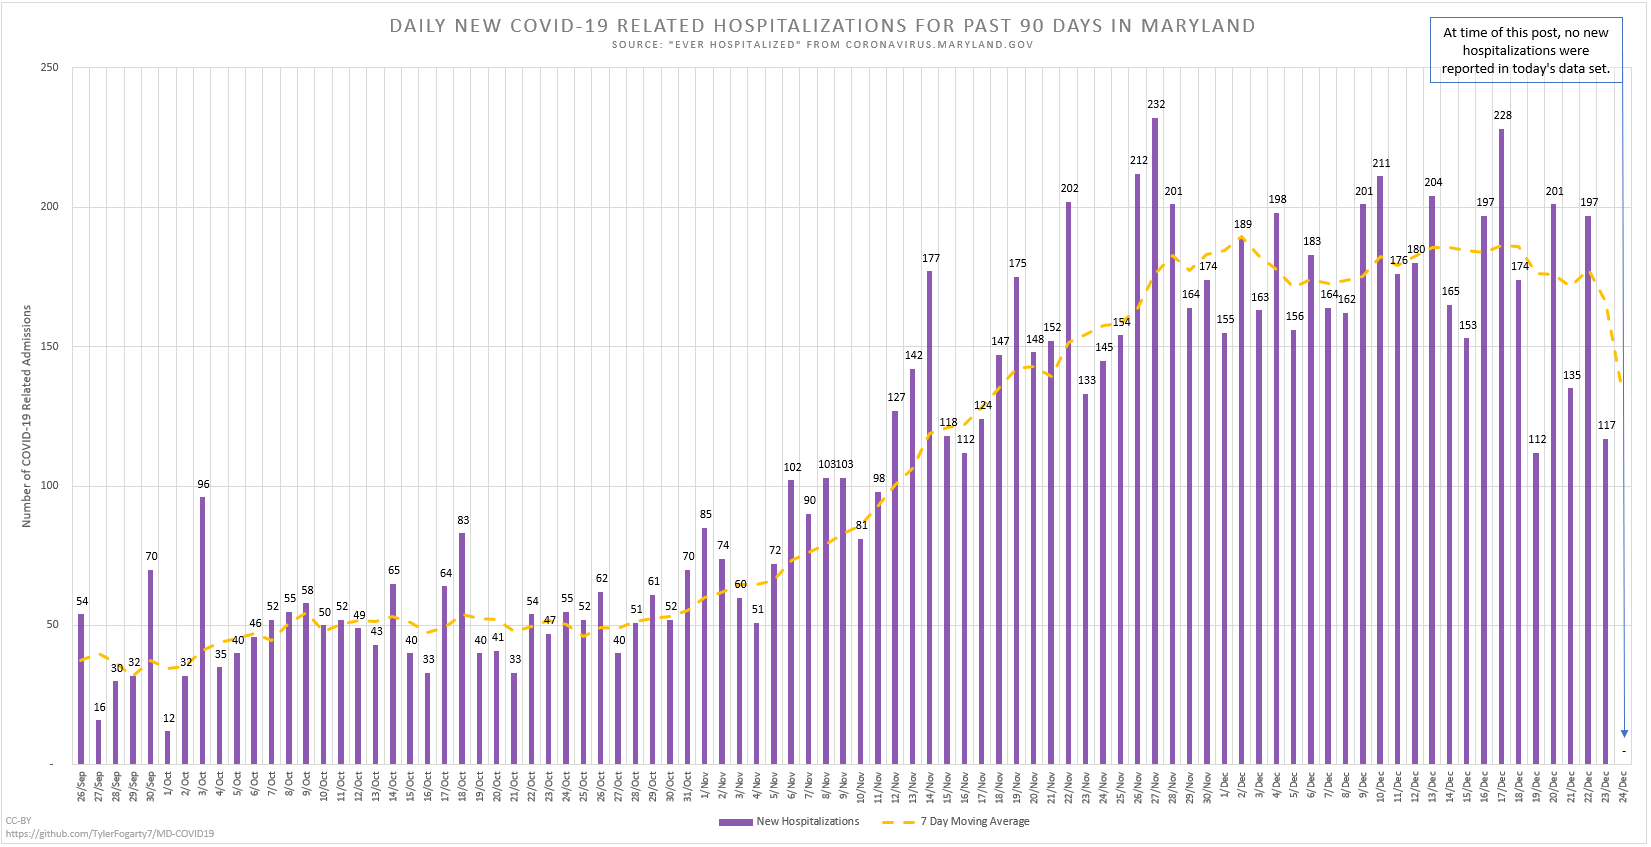 DAILY NEW COVID-19 RELATED HOSPITALIZATIONS FOR PAST 90 DAYS IN MARYLAND
SOURCE: "EVER HOSPITALIZED" FROM CORONAVIRUS.MARYLAND.GOV
At time of this post, no new
hospitalizations were
reported in today's data set.
Number of COVID-19 Related Admissions
250
200
150
100
50
-
54 16 30 32 70 12 32 96 35 40 46 52 55 58 50 52 49 43 65 40 33 64 83 40 41 33 54 47 55 52 62 40 51 61 52 70 85 74 60 51 72 102 90 103 103 81 98 127 142 177 118 112 124 147 175 148 152 202 133 145 154 212 232 201 164 174 155 189 163 198 156 183 164 162 201 211 176 180 204 165 153 197 228 174 112 201 135 197 117 -
26/Sep 27/Sep 28/Sep 29/Sep 30/Sep 1/Oct 2/Oct 3/Oct 4/Oct 5/Oct 6/Oct 7/Oct 8/Oct 9/Oct 10/Oct 11/Oct 12/Oct 13/Oct 14/Oct 15/Oct 16/Oct 17/Oct 18/Oct 19/Oct 20/Oct 21/Oct 22/Oct 23/Oct 24/Oct 25/Oct 26/Oct 27/Oct 28/Oct 29/Oct 30/Oct 31/Oct 1/Nov 2/Nov 3/Nov 4/Nov 5/Nov 6/Nov 7/Nov 8/Nov 9/Nov 10/Nov 11/Nov 12/Nov 13/Nov 14/Nov 15/Nov 16/Nov 17/Nov 18/Nov 19/Nov 20/Nov 21/Nov 22/Nov 23/Nov 24/Nov 25/Nov 26/Nov 27/Nov 28/Nov 29/Nov 30/Nov 1/Dec 2/Dec 3/Dec 4/Dec 5/Dec 6/Dec 7/Dec 8/Dec 9/Dec 10/Dec 11/Dec 12/Dec 13/Dec 14/Dec 15/Dec 16/Dec 17/Dec 18/Dec 19/Dec 20/Dec 21/Dec 22/Dec 23/Dec 24/Dec
New Hospitalizations 7 Day Moving Average
CC-BY
https://github.com/TylerFogarty7/MD-COVID19